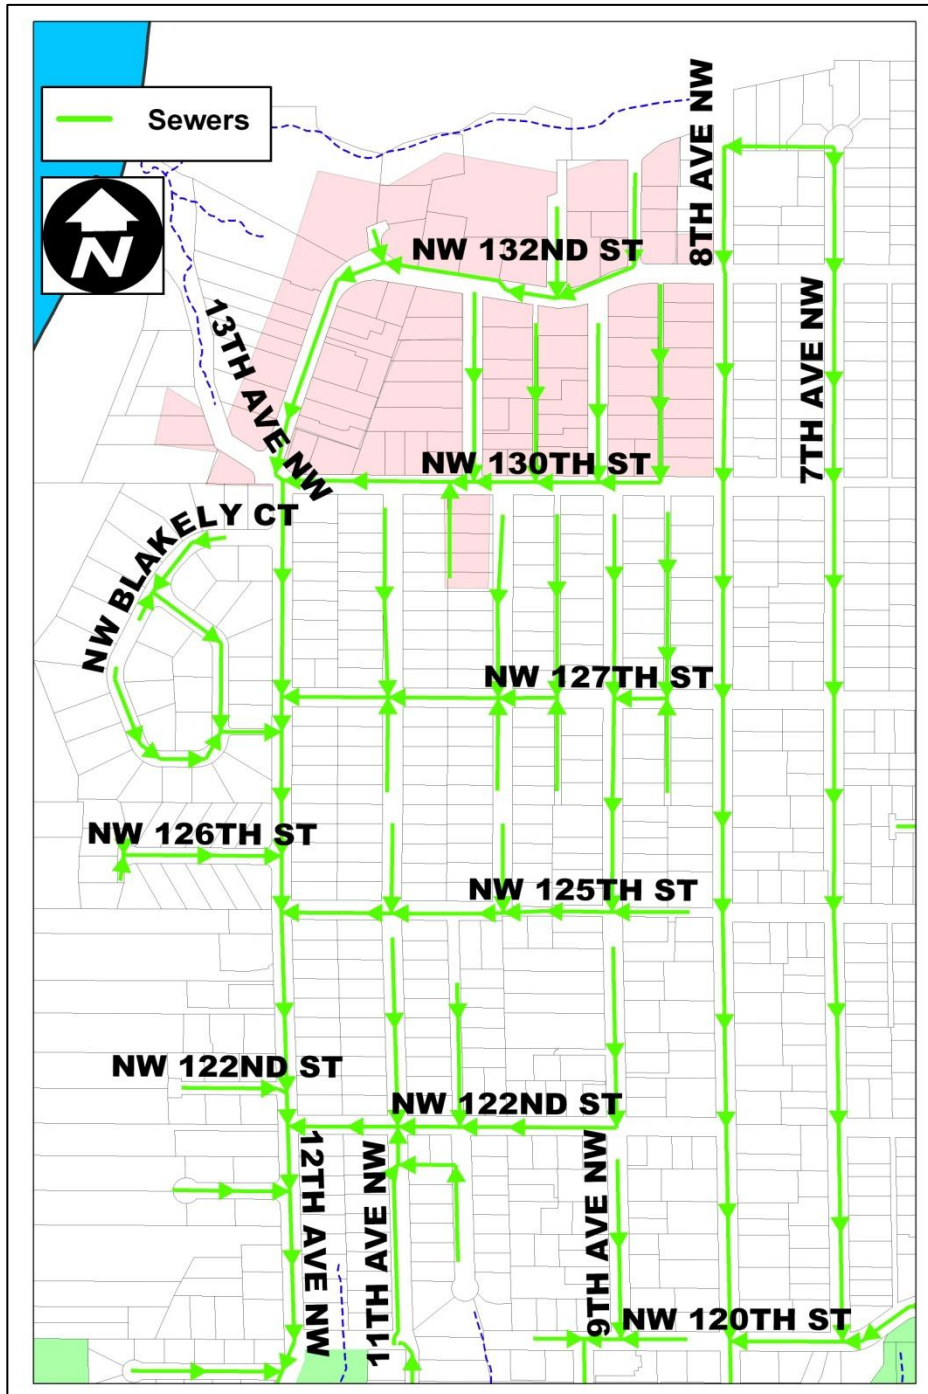 Sewers
N
8TH AVE NW
NW 132ND ST
13TH AVE NW
7TH AVE NW
NW 130TH ST
NW BLAKELY CT
NW 127TH ST
NW 126TH ST
NW 125TH ST
NW 122ND ST
NW 122ND ST
12TH AVE NW
11TH AVE NW
9TH AVE NW
NW 120TH ST